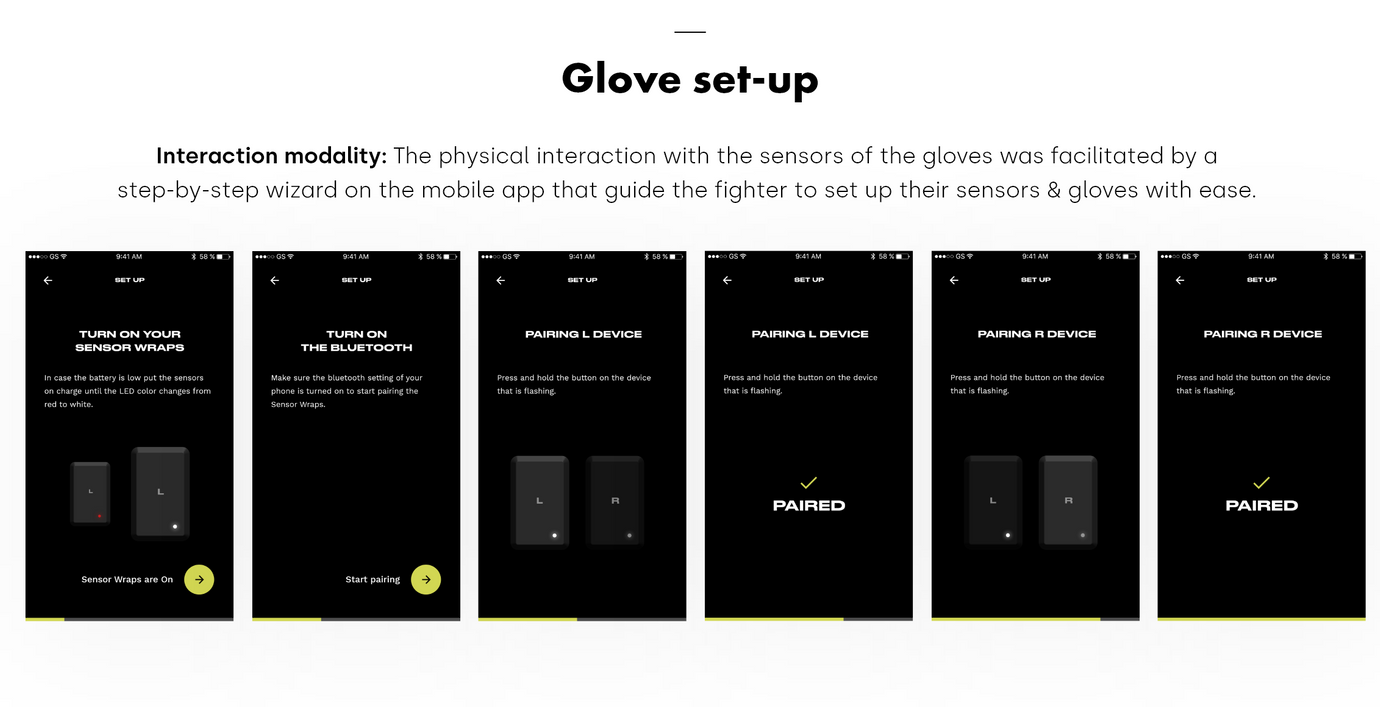 Glove set-up
Interaction modality: The physical interaction with the sensors of the gloves was facilitated by a
step-by-step wizard on the mobile app that guide the fighter to set up their sensors & gloves with ease.
GS 9:41 AM 58 %
SET UP
TURN ON YOUR
SENSOR WRAPS
In case the battery is low put the sensors
on charge until the LED color changes from
red to white.
L
L
Sensor Wraps are On
GS 9:41 AM 58 %
SET UP
TURN ON
THE BLUETOOTH
Make sure the bluetooth setting of your
phone is turned on to start pairing the
Sensor Wraps.
Start pairing
GS 9:41 AM 58 %
SET UP
PAIRING L DEVICE
Press and hold the button on the device
that is flashing.
L R
GS 9:41 AM 58 %
SET UP
PAIRING L DEVICE
Press and hold the button on the device
that is flashing.
PAIRED
GS 9:41 AM 58 %
SET UP
PAIRING R DEVICE
Press and hold the button on the device
that is flashing.
L R
GS 9:41 AM 58 %
SET UP
PAIRING R DEVICE
Press and hold the button on the device
that is flashing.
PAIRED